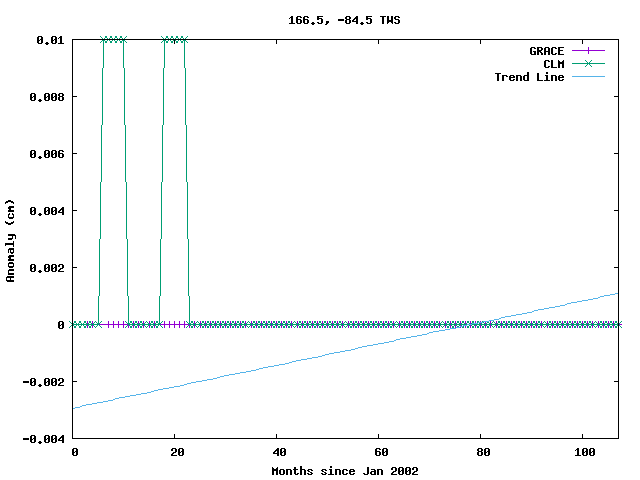 166.5, -84.5 TWS
GRACE
CLM
Trend Line
0.01
0.008
0.006
0.004
0.002
0
-0.002
-0.004
Anomaly (cm)
0 20 40 60 80 100
Months since Jan 2002